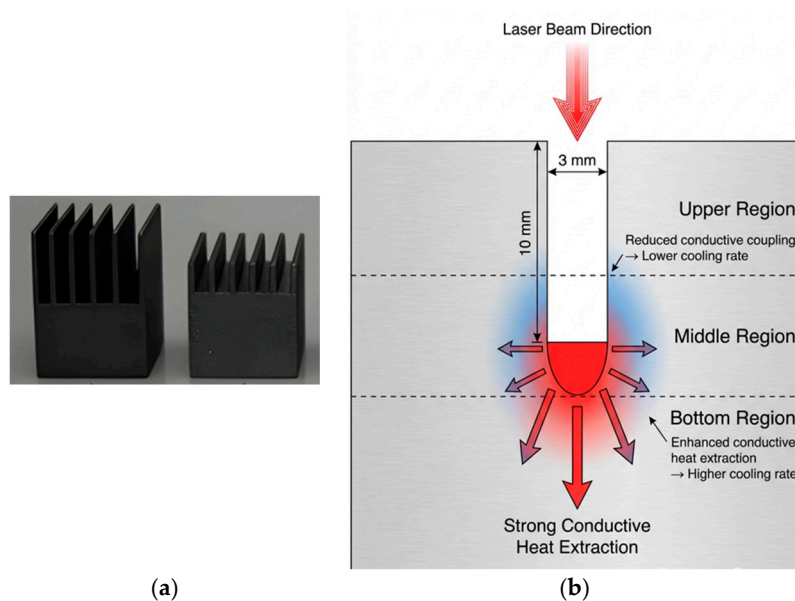 Laser Beam Direction
3 mm
10 mm
Upper Region
Reduced conductive coupling
→ Lower cooling rate
Middle Region
Bottom Region
Enhanced conductive
heat extraction
→ Higher cooling rate
Strong Conductive
Heat Extraction
(a)
(b)